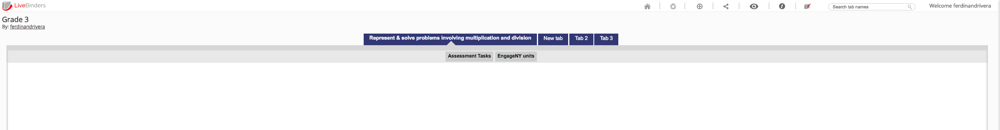 LiveBinders
Search tab names
Welcome ferdinandrivera
Grade 3
By: ferdinandrivera
Represent & solve problems involving multiplication and division
New tab
Tab 2
Tab 3
Assessment Tasks
EngageNY units